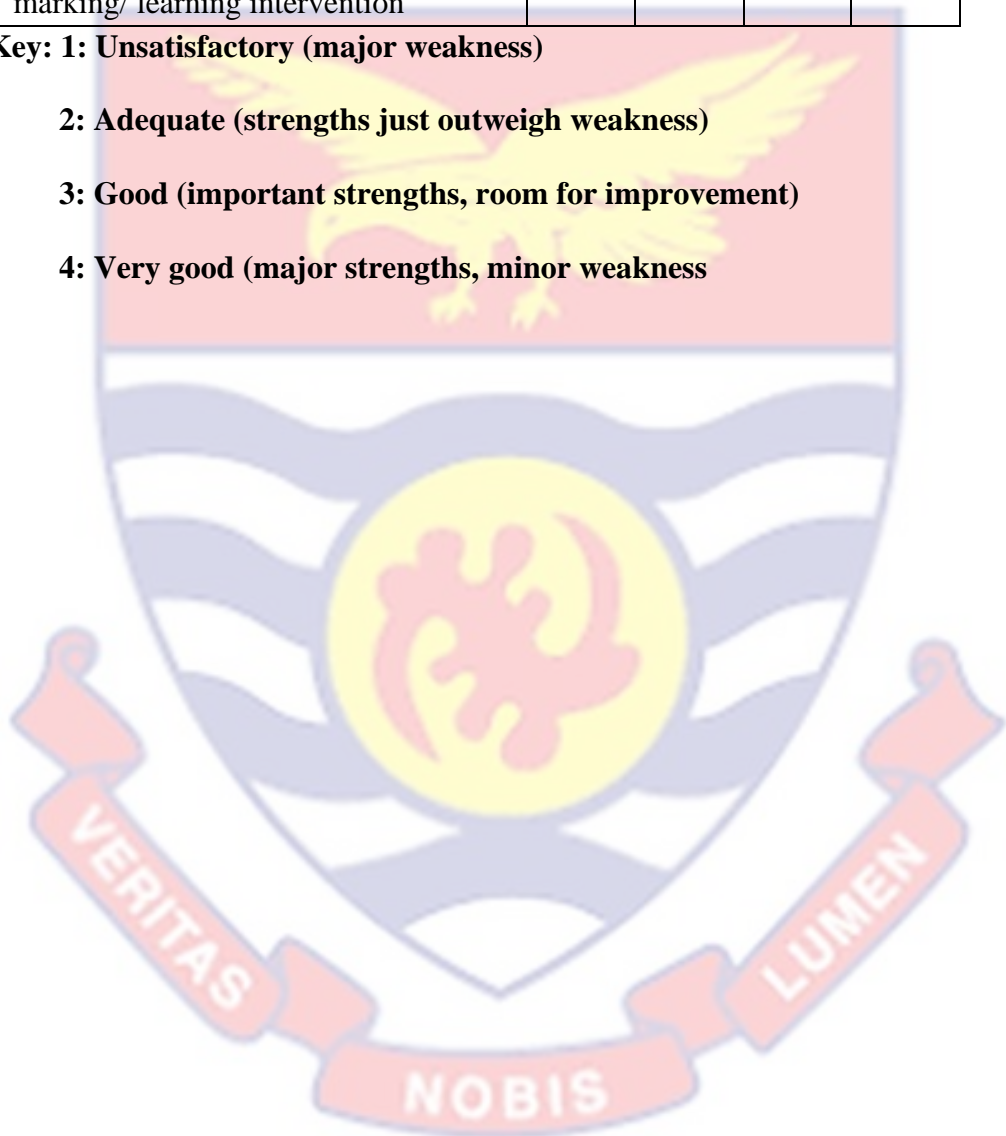 marking/ learning intervention
Key: 1: Unsatisfactory (major weakness)
2: Adequate (strengths just outweigh weakness)
3: Good (important strengths, room for improvement)
4: Very good (major strengths, minor weakness
VERITAS
NOBIS
LUMEN